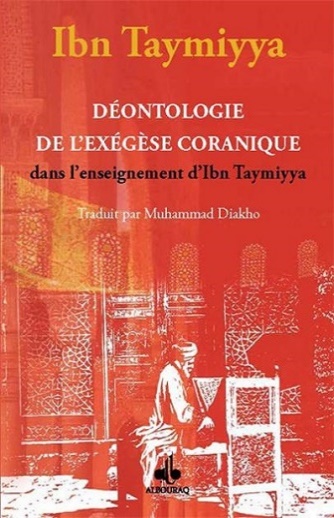 Ibn Taymiyya
DÉONTOLOGIE
DE L'EXÉGÈSE CORANIQUE
dans l'enseignement d'Ibn Taymiyya
Traduit par Muhammad Diakho
ALBOURAQ